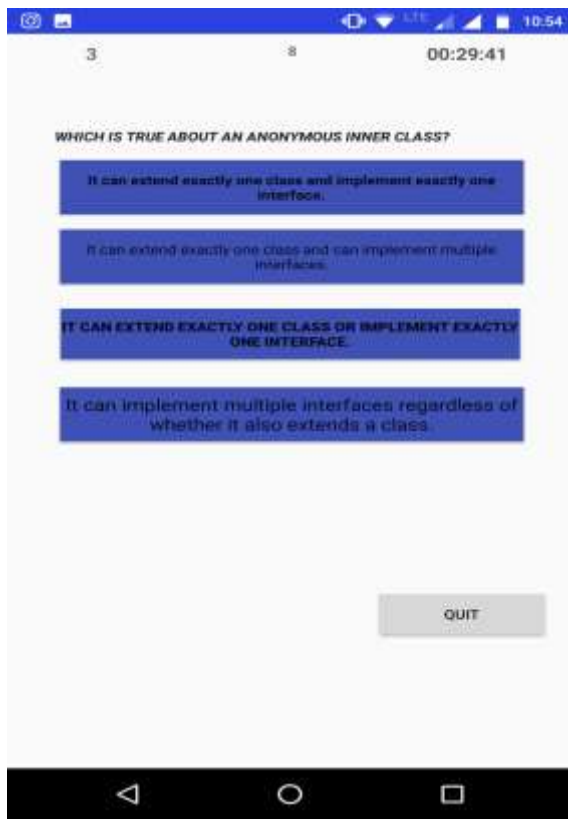 LTE 10:54
3 8 00:29:41
WHICH IS TRUE ABOUT AN ANONYMOUS INNER CLASS?
It can extend exactly one class and implement exactly one
interface.
It can extend exactly one class and can implement multiple
interfaces.
IT CAN EXTEND EXACTLY ONE CLASS OR IMPLEMENT EXACTLY
ONE INTERFACE.
It can implement multiple interfaces regardless of
whether it also extends a class.
QUIT